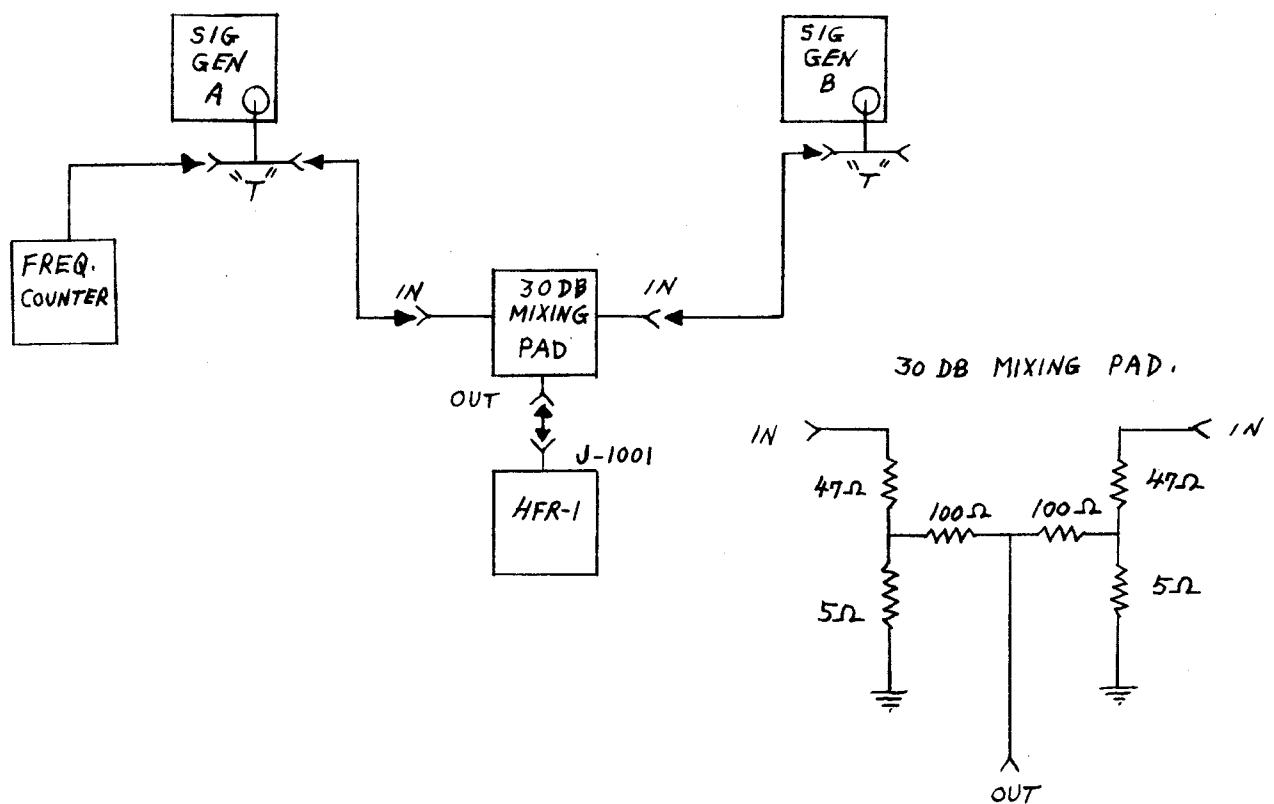 SIG
GEN
A
SIG
GEN
B
"T"
"T"
FREQ.
COUNTER
IN
30 DB
MIXING
PAD
IN
OUT
J-1001
HFR-1
30 DB MIXING PAD.
IN
IN
47Ω
47Ω
100Ω
100Ω
5Ω
5Ω
OUT